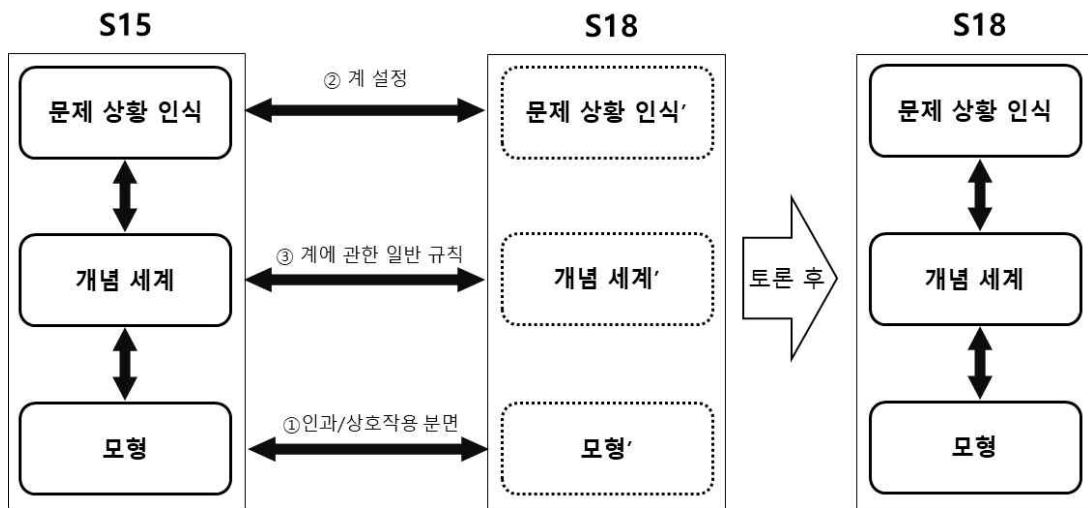 S15
S18
S18
문제 상황 인식
② 계 설정
문제 상황 인식′
문제 상황 인식
개념 세계
③ 계에 관한 일반 규칙
개념 세계′
토론 후
개념 세계
모형
①인과/상호작용 분면
모형′
모형